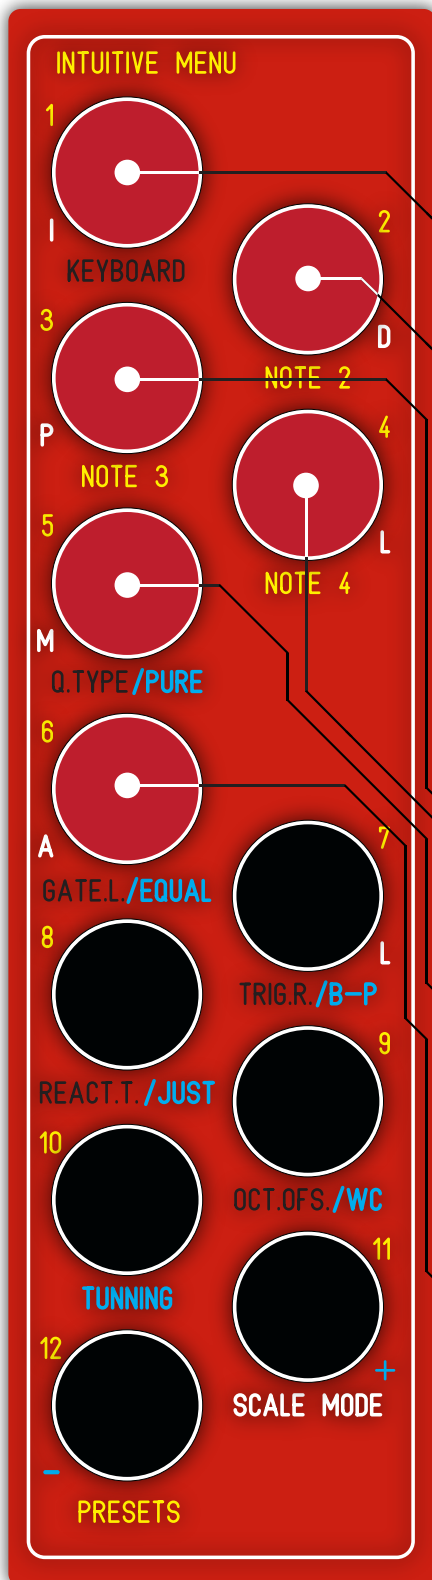 INTUITIVE MENU
1
I
KEYBOARD
2
D
NOTE 2
3
P
NOTE 3
4
L
NOTE 4
5
M
Q.TYPE/PURE
6
A
GATE.L./EQUAL
7
L
TRIG.R./B-P
8
REACT.T./JUST
9
OCT.OFS./WC
10
TUNNING
11
+
SCALE MODE
12
-
PRESETS